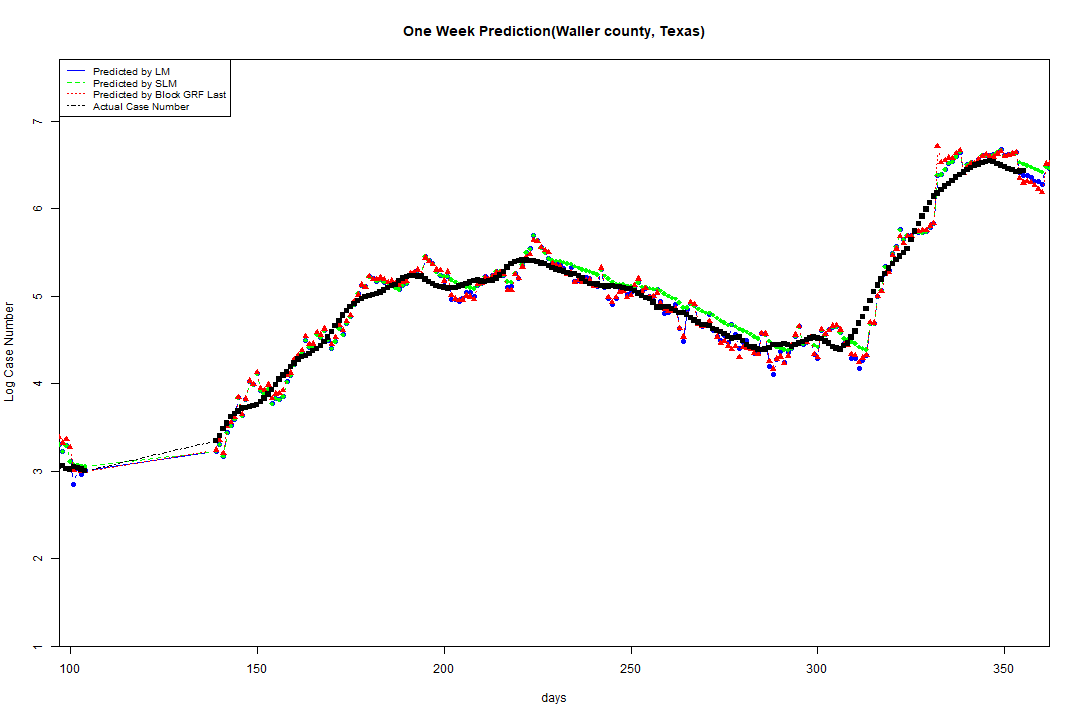 One Week Prediction(Waller county, Texas)
Predicted by LM
Predicted by SLM
Predicted by Block GRF Last
Actual Case Number
Log Case Number
7
6
5
4
3
2
1
100 150 200 250 300 350
days